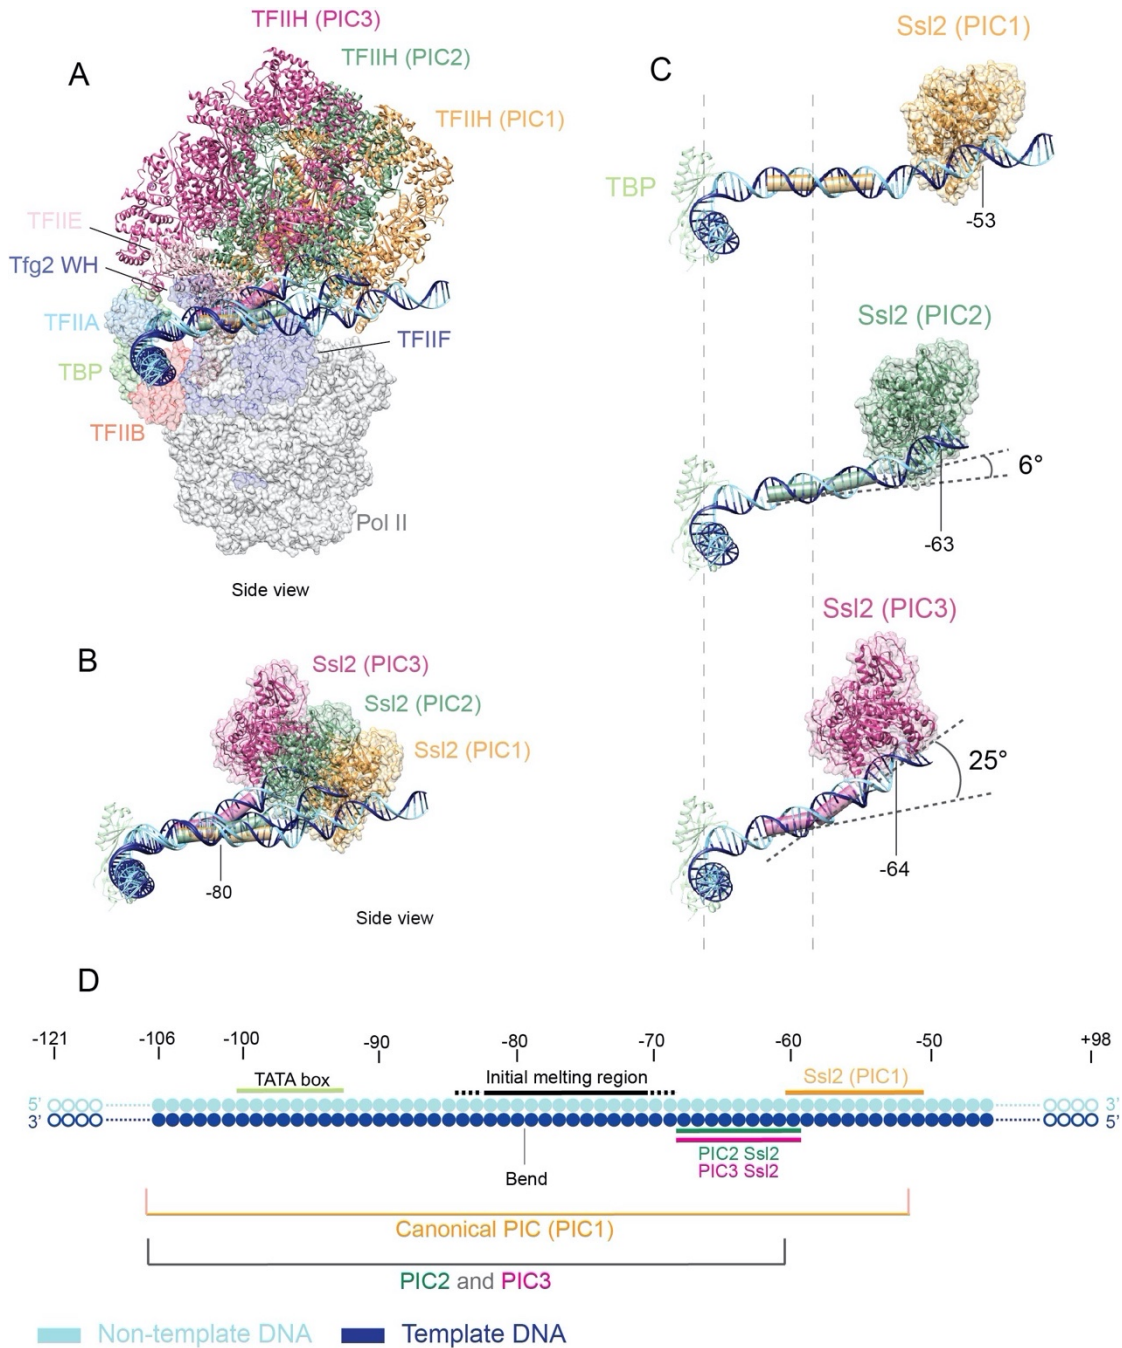 A
TFIIH (PIC3)
TFIIH (PIC2)
TFIIH (PIC1)
TFIIE
Tfg2 WH
TFIIA
TBP
TFIIB
TFIIF
Pol II
Side view
B
Ssl2 (PIC3)
Ssl2 (PIC2)
Ssl2 (PIC1)
-80
Side view
C
Ssl2 (PIC1)
TBP
-53
Ssl2 (PIC2)
6°
-63
Ssl2 (PIC3)
25°
-64
D
-121 -106 -100 -90 -80 -70 -60 -50 +98
TATA box Initial melting region Ssl2 (PIC1)
5' 3'
3' 5'
PIC2 Ssl2
PIC3 Ssl2
Bend
Canonical PIC (PIC1)
PIC2 and PIC3
Non-template DNA Template DNA